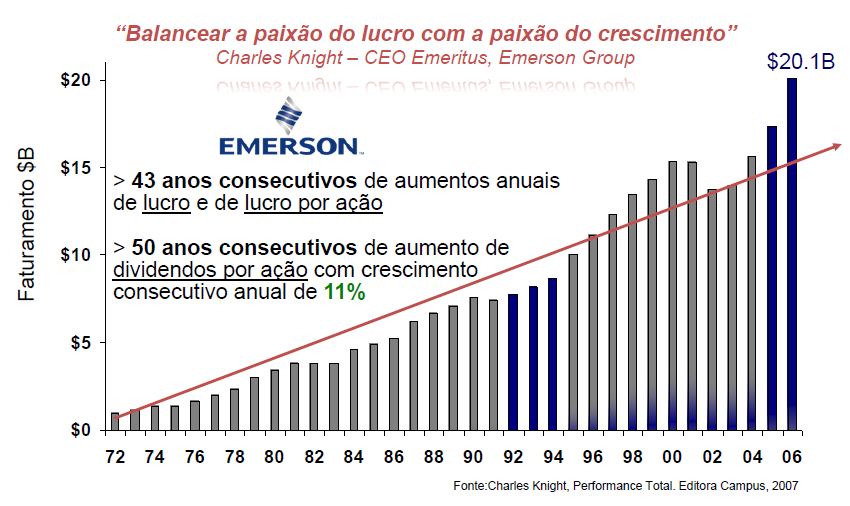 “Balancear a paixão do lucro com a paixão do crescimento”
Charles Knight – CEO Emeritus, Emerson Group
$20.1B
$20
EMERSON™
$15
> 43 anos consecutivos de aumentos anuais
de lucro e de lucro por ação
> 50 anos consecutivos de aumento de
dividendos por ação com crescimento
consecutivo anual de 11%
$10
$5
$0
Faturamento $B
72 74 76 78 80 82 84 86 88 90 92 94 96 98 00 02 04 06
Fonte:Charles Knight, Performance Total. Editora Campus, 2007